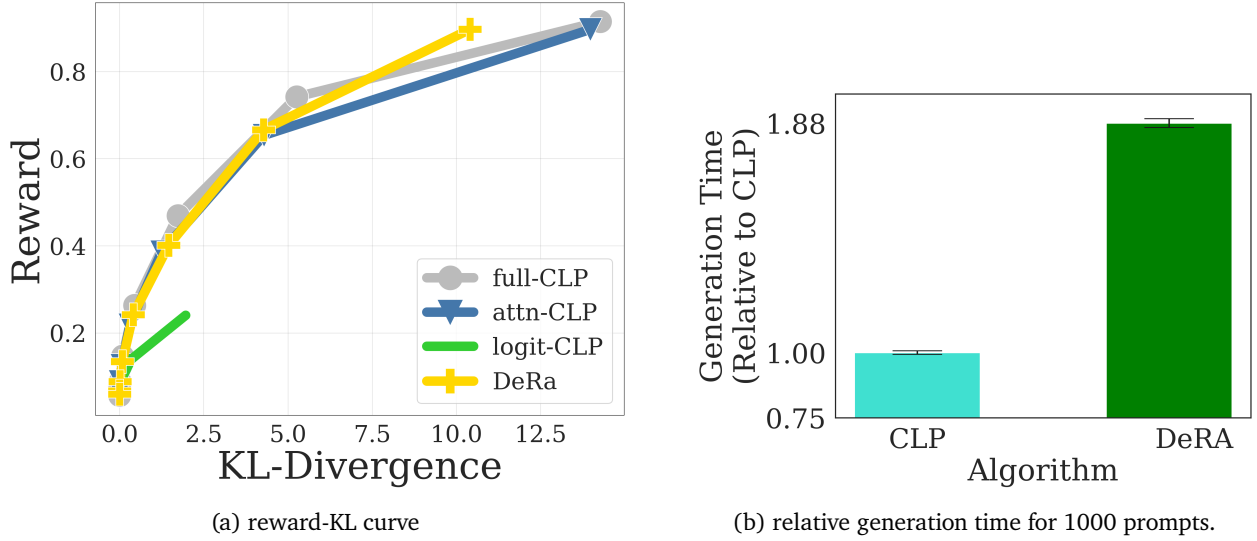 Reward
0.8
0.6
0.4
0.2
0.0
2.5
5.0
7.5
10.0
12.5
KL-Divergence
full-CLP
attn-CLP
logit-CLP
DeRa
(a) reward-KL curve
Generation Time
(Relative to CLP)
1.88
1.00
0.75
CLP
DeRA
Algorithm
(b) relative generation time for 1000 prompts.